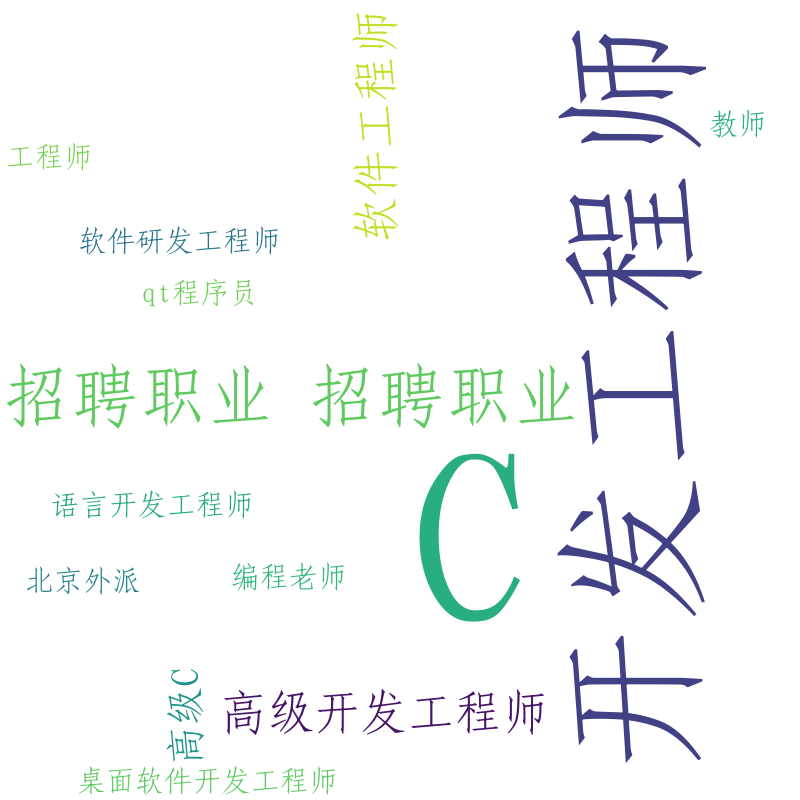 软件工程师
开发工程师
教师
工程师
软件研发工程师
qt程序员
招聘职业 招聘职业
C
语言开发工程师
北京外派
编程老师
高级C
高级开发工程师
桌面软件开发工程师